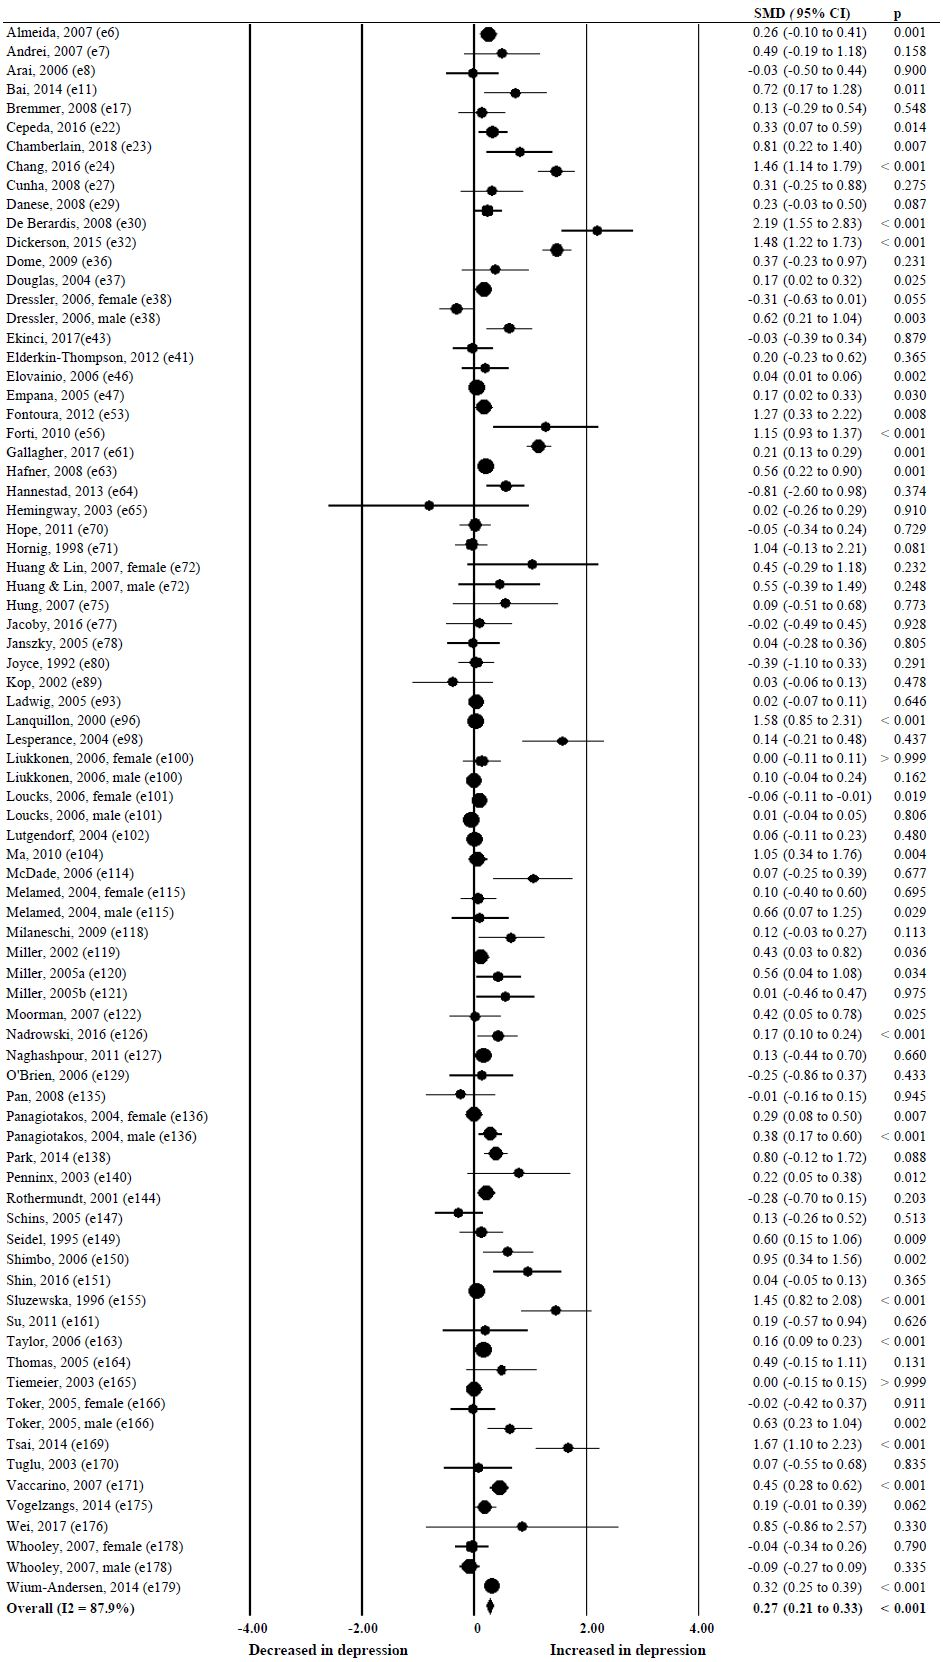 SMD (95% CI) p
Almeida, 2007 (e6) 0.26 (-0.10 to 0.41) 0.001
Andrei, 2007 (e7) 0.49 (-0.19 to 1.18) 0.158
Arai, 2006 (e8) -0.03 (-0.50 to 0.44) 0.900
Bai, 2014 (e11) 0.72 (0.17 to 1.28) 0.011
Bremmer, 2008 (e17) 0.13 (-0.29 to 0.54) 0.548
Cepeda, 2016 (e22) 0.33 (0.07 to 0.59) 0.014
Chamberlain, 2018 (e23) 0.81 (0.22 to 1.40) 0.007
Chang, 2016 (e24) 1.46 (1.14 to 1.79) < 0.001
Cunha, 2008 (e27) 0.31 (-0.25 to 0.88) 0.275
Danese, 2008 (e29) 0.23 (-0.03 to 0.50) 0.087
De Berardis, 2008 (e30) 2.19 (1.55 to 2.83) < 0.001
Dickerson, 2015 (e32) 1.48 (1.22 to 1.73) < 0.001
Dome, 2009 (e36) 0.37 (-0.23 to 0.97) 0.231
Douglas, 2004 (e37) 0.17 (0.02 to 0.32) 0.025
Dressler, 2006, female (e38) -0.31 (-0.63 to 0.01) 0.055
Dressler, 2006, male (e38) 0.62 (0.21 to 1.04) 0.003
Ekinci, 2017(e43) -0.03 (-0.39 to 0.34) 0.879
Elderkin-Thompson, 2012 (e41) 0.20 (-0.23 to 0.62) 0.365
Elovainio, 2006 (e46) 0.04 (0.01 to 0.06) 0.002
Empana, 2005 (e47) 0.17 (0.02 to 0.33) 0.030
Fontoura, 2012 (e53) 1.27 (0.33 to 2.22) 0.008
Forti, 2010 (e56) 1.15 (0.93 to 1.37) < 0.001
Gallagher, 2017 (e61) 0.21 (0.13 to 0.29) 0.001
Hafner, 2008 (e63) 0.56 (0.22 to 0.90) 0.001
Hannestad, 2013 (e64) -0.81 (-2.60 to 0.98) 0.374
Hemingway, 2003 (e65) 0.02 (-0.26 to 0.29) 0.910
Hope, 2011 (e70) -0.05 (-0.34 to 0.24) 0.729
Hornig, 1998 (e71) 1.04 (-0.13 to 2.21) 0.081
Huang & Lin, 2007, female (e72) 0.45 (-0.29 to 1.18) 0.232
Huang & Lin, 2007, male (e72) 0.55 (-0.39 to 1.49) 0.248
Hung, 2007 (e75) 0.09 (-0.51 to 0.68) 0.773
Jacoby, 2016 (e77) -0.02 (-0.49 to 0.45) 0.928
Janszky, 2005 (e78) 0.04 (-0.28 to 0.36) 0.805
Joyce, 1992 (e80) -0.39 (-1.10 to 0.33) 0.291
Kop, 2002 (e89) 0.03 (-0.06 to 0.13) 0.478
Ladwig, 2005 (e93) 0.02 (-0.07 to 0.11) 0.646
Lanquillon, 2000 (e96) 1.58 (0.85 to 2.31) < 0.001
Lesperance, 2004 (e98) 0.14 (-0.21 to 0.48) 0.437
Liukkonen, 2006, female (e100) 0.00 (-0.11 to 0.11) > 0.999
Liukkonen, 2006, male (e100) 0.10 (-0.04 to 0.24) 0.162
Loucks, 2006, female (e101) -0.06 (-0.11 to -0.01) 0.019
Loucks, 2006, male (e101) 0.01 (-0.04 to 0.05) 0.806
Lutgendorf, 2004 (e102) 0.06 (-0.11 to 0.23) 0.480
Ma, 2010 (e104) 1.05 (0.34 to 1.76) 0.004
McDade, 2006 (e114) 0.07 (-0.25 to 0.39) 0.677
Melamed, 2004, female (e115) 0.10 (-0.40 to 0.60) 0.695
Melamed, 2004, male (e115) 0.66 (0.07 to 1.25) 0.029
Milaneschi, 2009 (e118) 0.12 (-0.03 to 0.27) 0.113
Miller, 2002 (e119) 0.43 (0.03 to 0.82) 0.036
Miller, 2005a (e120) 0.56 (0.04 to 1.08) 0.034
Miller, 2005b (e121) 0.01 (-0.46 to 0.47) 0.975
Moorman, 2007 (e122) 0.42 (0.05 to 0.78) 0.025
Nadrowski, 2016 (e126) 0.17 (0.10 to 0.24) < 0.001
Naghashpour, 2011 (e127) 0.13 (-0.44 to 0.70) 0.660
O'Brien, 2006 (e129) -0.25 (-0.86 to 0.37) 0.433
Pan, 2008 (e135) -0.01 (-0.16 to 0.15) 0.945
Panagiotakos, 2004, female (e136) 0.29 (0.08 to 0.50) 0.007
Panagiotakos, 2004, male (e136) 0.38 (0.17 to 0.60) < 0.001
Park, 2014 (e138) 0.80 (-0.12 to 1.72) 0.088
Penninx, 2003 (e140) 0.22 (0.05 to 0.38) 0.012
Rothermundt, 2001 (e144) -0.28 (-0.70 to 0.15) 0.203
Schins, 2005 (e147) 0.13 (-0.26 to 0.52) 0.513
Seidel, 1995 (e149) 0.60 (0.15 to 1.06) 0.009
Shimbo, 2006 (e150) 0.95 (0.34 to 1.56) 0.002
Shin, 2016 (e151) 0.04 (-0.05 to 0.13) 0.365
Sluzewska, 1996 (e155) 1.45 (0.82 to 2.08) < 0.001
Su, 2011 (e161) 0.19 (-0.57 to 0.94) 0.626
Taylor, 2006 (e163) 0.16 (0.09 to 0.23) < 0.001
Thomas, 2005 (e164) 0.49 (-0.15 to 1.11) 0.131
Tiemeier, 2003 (e165) 0.00 (-0.15 to 0.15) > 0.999
Toker, 2005, female (e166) -0.02 (-0.42 to 0.37) 0.911
Toker, 2005, male (e166) 0.63 (0.23 to 1.04) 0.002
Tsai, 2014 (e169) 1.67 (1.10 to 2.23) < 0.001
Tuglu, 2003 (e170) 0.07 (-0.55 to 0.68) 0.835
Vaccarino, 2007 (e171) 0.45 (0.28 to 0.62) < 0.001
Vogelzangs, 2014 (e175) 0.19 (-0.01 to 0.39) 0.062
Wei, 2017 (e176) 0.85 (-0.86 to 2.57) 0.330
Whooley, 2007, female (e178) -0.04 (-0.34 to 0.26) 0.790
Whooley, 2007, male (e178) -0.09 (-0.27 to 0.09) 0.335
Wium-Andersen, 2014 (e179) 0.32 (0.25 to 0.39) < 0.001
Overall (I2 = 87.9%) 0.27 (0.21 to 0.33) < 0.001
-4.00 -2.00 0 2.00 4.00
Decreased in depression Increased in depression